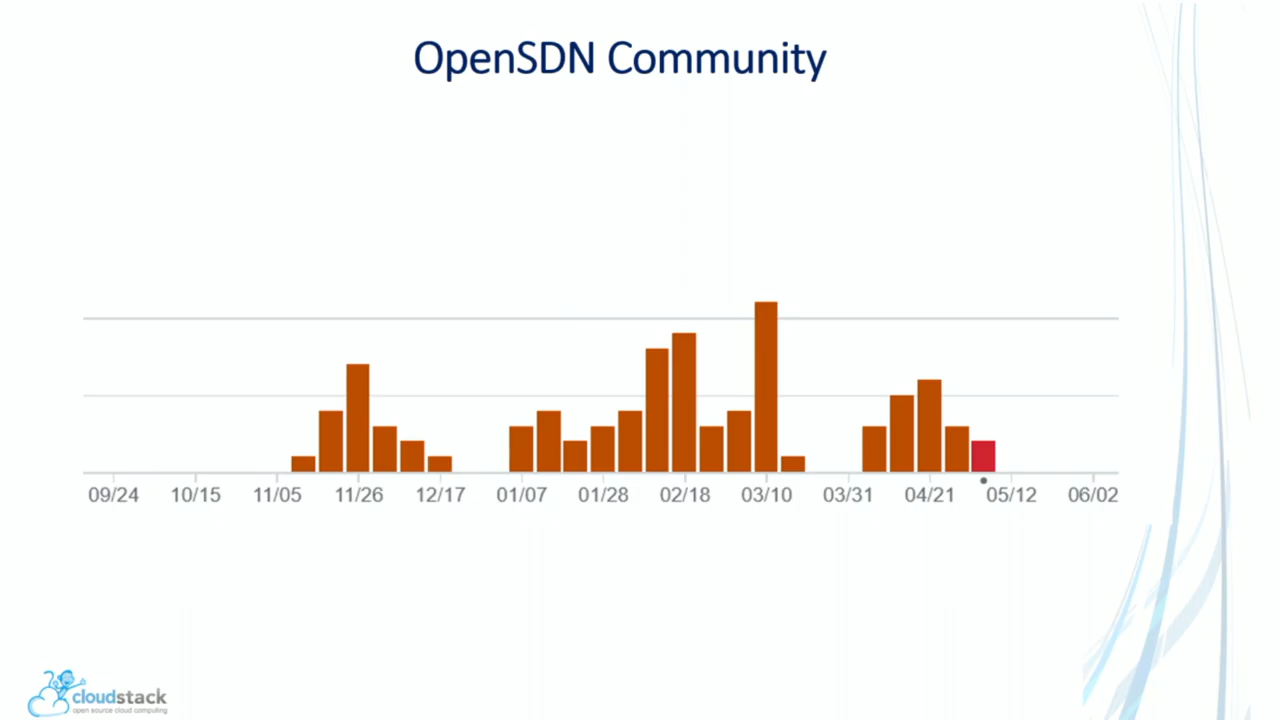 OpenSDN Community
09/24 10/15 11/05 11/26 12/17 01/07 01/28 02/18 03/10 03/31 04/21 05/12 06/02
cloudstack
open source cloud computing